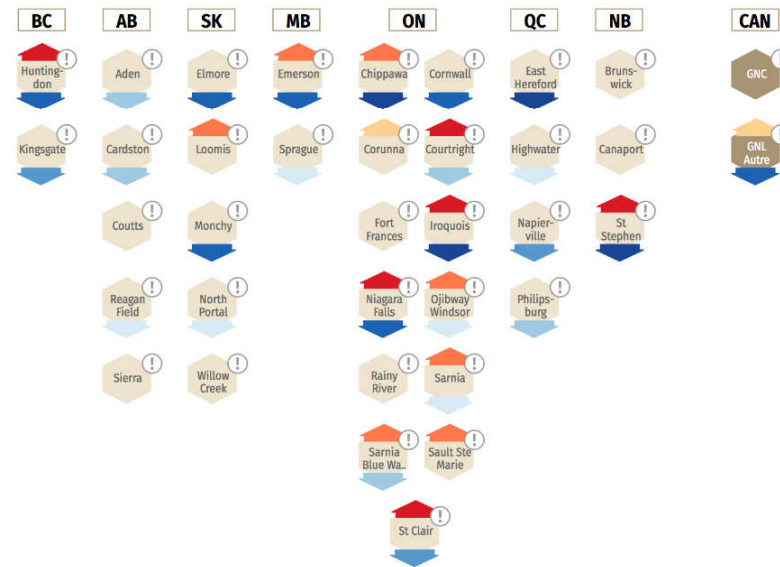 BC AB SK MB ON QC NB CAN
Hunting-
don
Aden
Elmore
Emerson
Chippawa
Cornwall
East
Hereford
Bruns-
wick
GNC
Kingsgate
Cardston
Loomis
Sprague
Corunna
Courtright
Highwater
Canaport
GNL
Autre
Coutts
Monchy
Fort
Frances
Iroquois
Napier-
ville
St
Stephen
Reagan
Field
North
Portal
Niagara
Falls
Ojibway
Windsor
Philips-
burg
Sierra
Willow
Creek
Rainy
River
Sarnia
Sarnia
Blue Wa..
Sault Ste
Marie
St Clair